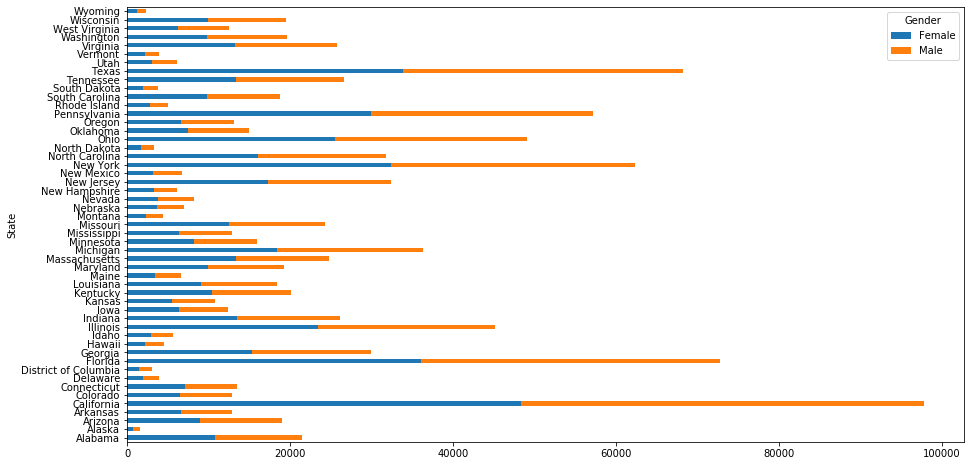 Wyoming
Wisconsin
West Virginia
Washington
Virginia
Vermont
Utah
Texas
Tennessee
South Dakota
South Carolina
Rhode Island
Pennsylvania
Oregon
Oklahoma
Ohio
North Dakota
North Carolina
New York
New Mexico
New Jersey
New Hampshire
Nevada
Nebraska
Montana
Missouri
Mississippi
Minnesota
Michigan
Massachusetts
Maryland
Maine
Louisiana
Kentucky
Kansas
Iowa
Indiana
Illinois
Idaho
Hawaii
Georgia
Florida
District of Columbia
Delaware
Connecticut
Colorado
California
Arkansas
Arizona
Alaska
Alabama
State
Gender
Female
Male
0 20000 40000 60000 80000 100000